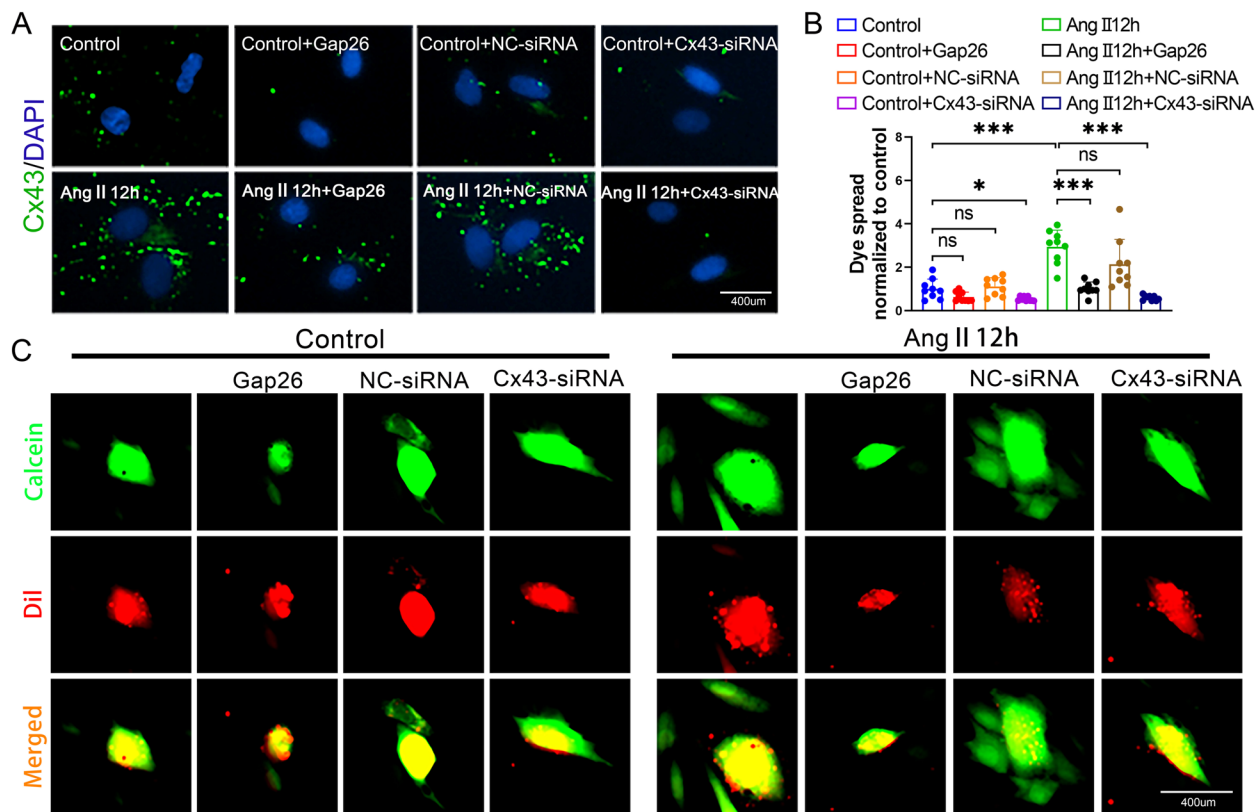 A
Control
Control+Gap26
Control+NC-siRNA
Control+Cx43-siRNA
Cx43/DAPI
Ang II 12h
Ang II 12h+Gap26
Ang II 12h+NC-siRNA
Ang II 12h+Cx43-siRNA
400um
B
Control
Ang II12h
Control+Gap26
Ang II12h+Gap26
Control+NC-siRNA
Ang II12h+NC-siRNA
Control+Cx43-siRNA
Ang II12h+Cx43-siRNA
Dye spread
normalized to control
8
6
4
2
0
***
***
ns
*
***
ns
ns
C
Control
Ang II 12h
Gap26
NC-siRNA
Cx43-siRNA
Gap26
NC-siRNA
Cx43-siRNA
Calcein
Dil
Merged
400um